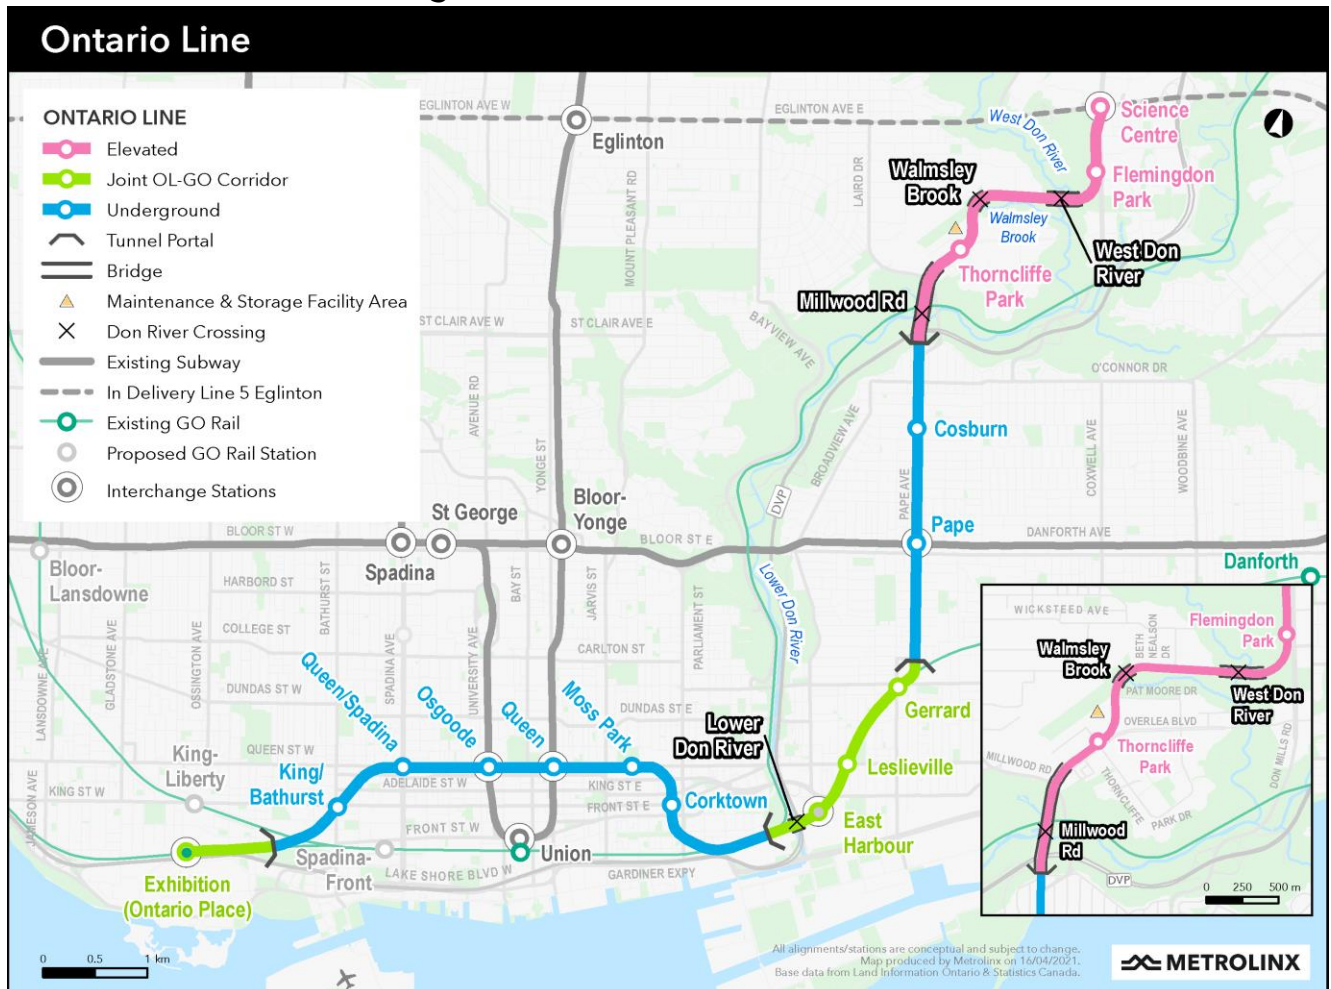 Ontario Line
ONTARIO LINE
Elevated
Joint OL-GO Corridor
Underground
Tunnel Portal
Bridge
Maintenance & Storage Facility Area
Don River Crossing
Existing Subway
In Delivery Line 5 Eglinton
Existing GO Rail
Proposed GO Rail Station
Interchange Stations
EGLINTON AVE W
EGLINTON AVE E
Eglinton
West Don
River
Science
Centre
Flemingdon
Park
Walmsley
Brook
Walmsley
Brook
West Don
River
LAIRD DR
MOUNT PLEASANT RD
Thorncliffe
Park
Millwood Rd
ST CLAIR AVE W
ST CLAIR AVE E
BAYVIEW AVE
O'CONNOR DR
AVENUE RD
YONGE ST
BROADVIEW AVE
Cosburn
COXWELL AVE
WOODBINE AVE
DVP
PAPE AVE
Pape
DANFORTH AVE
St George
Bloor-
Yonge
BLOOR ST W
BLOOR ST E
Spadina
Bloor-
Lansdowne
Danforth
HARBORD ST
BATHURST ST
BAY ST
JARVIS ST
Lower Don River
COLLEGE ST
CARLTON ST
PARLIAMENT ST
LANSDOWNE AVE
GLADSTONE AVE
OSSINGTON AVE
SPADINA AVE
UNIVERSITY AVE
DUNDAS ST W
DUNDAS ST E
Queen/Spadina
Osgoode
Queen
Moss Park
Lower
Don River
Gerrard
Leslieville
East
Harbour
King-
Liberty
QUEEN ST W
King/
Bathurst
ADELAIDE ST W
KING ST E
FRONT ST E
Corktown
KING ST W
JAMESON AVE
FRONT ST W
Spadina-
Front
Union
LAKE SHORE BLVD W
GARDINER EXPY
Exhibition
(Ontario Place)
0 0.5 1 km
WICKSTEED AVE
Flemingdon
Park
BETH
NEALSON
DR
Walmsley
Brook
PAT MOORE DR
West Don
River
OVERLEA BLVD
Thorncliffe
Park
MILLWOOD RD
THORNCLIFFE
PARK DR
DON MILLS RD
Millwood
Rd
DVP
0 250 500 m
All alignments/stations are conceptual and subject to change.
Map produced by Metrolinx on 16/04/2021.
Base data from Land Information Ontario & Statistics Canada.
METROLINX